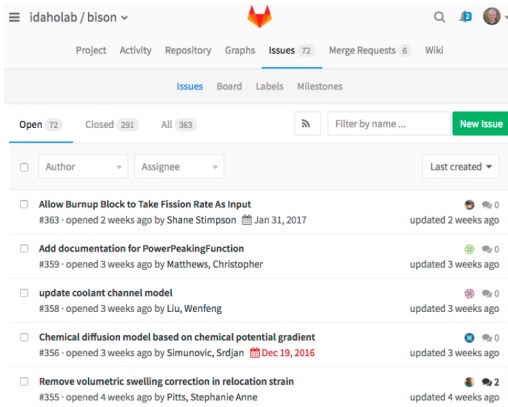 idaholab / bison
2
Project Activity Repository Graphs Issues 72 Merge Requests 6 Wiki
Issues Board Labels Milestones
Open 72 Closed 291 All 363 Filter by name ... New Issue
Author Assignee Last created
Allow Burnup Block to Take Fission Rate As Input 0
#363 · opened 2 weeks ago by Shane Stimpson Jan 31, 2017 updated 2 weeks ago
Add documentation for PowerPeakingFunction 0
#359 · opened 3 weeks ago by Matthews, Christopher updated 3 weeks ago
update coolant channel model 0
#358 · opened 3 weeks ago by Liu, Wenfeng updated 3 weeks ago
Chemical diffusion model based on chemical potential gradient 0
#356 · opened 3 weeks ago by Simunovic, Srdjan Dec 19, 2016 updated 3 weeks ago
Remove volumetric swelling correction in relocation strain 2
#355 · opened 4 weeks ago by Pitts, Stephanie Anne updated 4 weeks ago